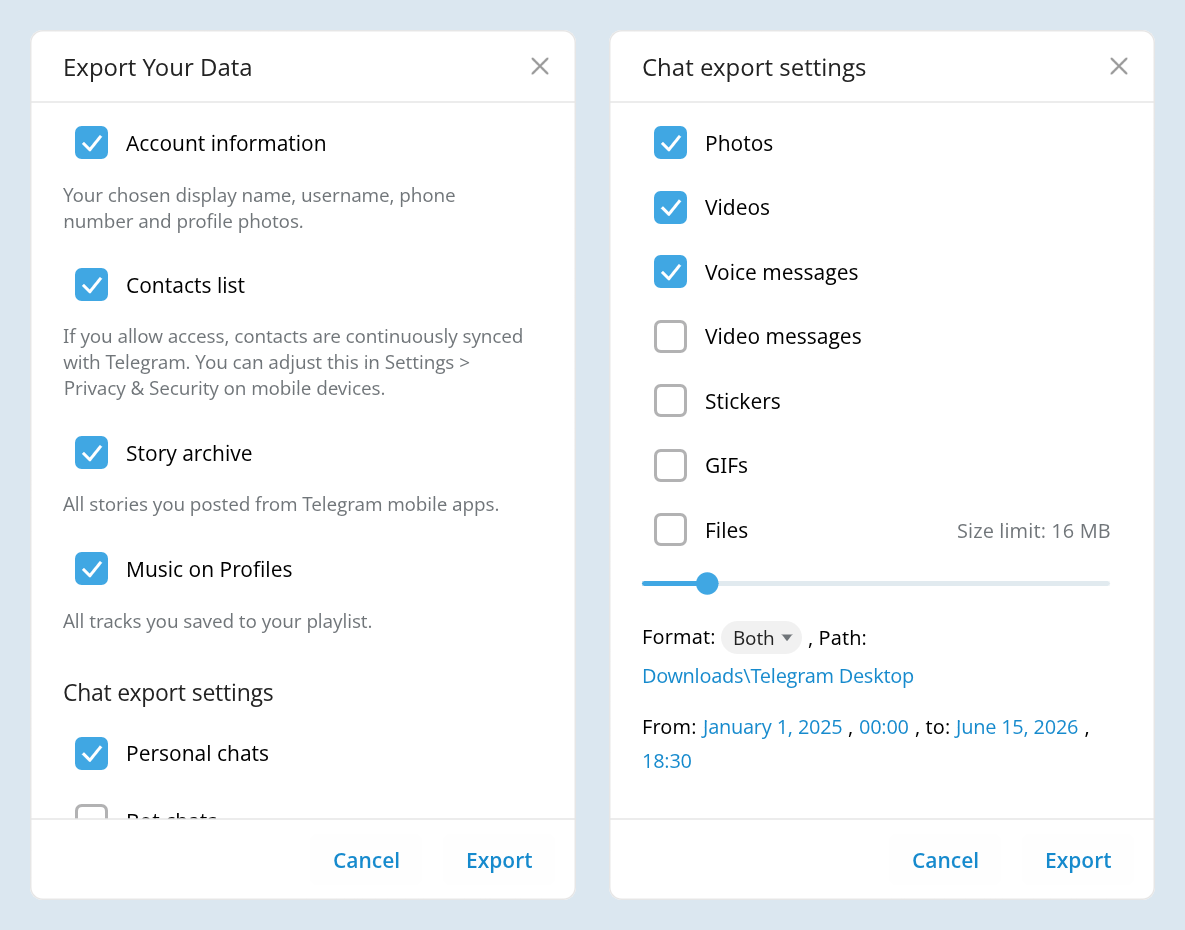 Export Your Data
Account information
Your chosen display name, username, phone
number and profile photos.
Contacts list
If you allow access, contacts are continuously synced
with Telegram. You can adjust this in Settings >
Privacy & Security on mobile devices.
Story archive
All stories you posted from Telegram mobile apps.
Music on Profiles
All tracks you saved to your playlist.
Chat export settings
Personal chats
Bot chats
Cancel Export
Chat export settings
Photos
Videos
Voice messages
Video messages
Stickers
GIFs
Files Size limit: 16 MB
Format: Both , Path:
Downloads\Telegram Desktop
From: January 1, 2025 , 00:00 , to: June 15, 2026 ,
18:30
Cancel Export